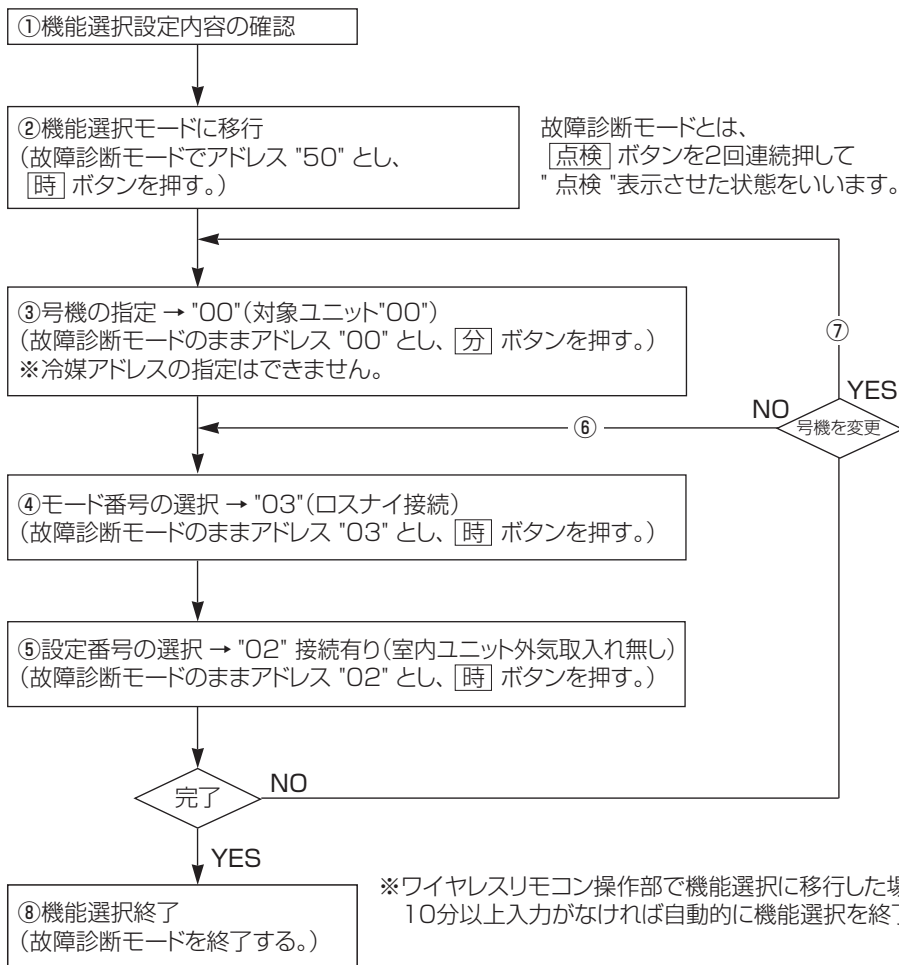 ①機能選択設定内容の確認
②機能選択モードに移行
(故障診断モードでアドレス "50" とし、
時 ボタンを押す。)
故障診断モードとは、
点検 ボタンを2回連続押して
" 点検 "表示させた状態をいいます。
③号機の指定 → "00"(対象ユニット"00")
(故障診断モードのままアドレス "00" とし、 分 ボタンを押す。)
※冷媒アドレスの指定はできません。
⑦
YES
NO
号機を変更
⑥
④モード番号の選択 → "03"(ロスナイ接続)
(故障診断モードのままアドレス "03" とし、 時 ボタンを押す。)
⑤設定番号の選択 → "02" 接続有り(室内ユニット外気取入れ無し)
(故障診断モードのままアドレス "02" とし、 時 ボタンを押す。)
完了
NO
YES
⑧機能選択終了
(故障診断モードを終了する。)
※ワイヤレスリモコン操作部で機能選択に移行した場
10分以上入力がなければ自動的に機能選択を終了